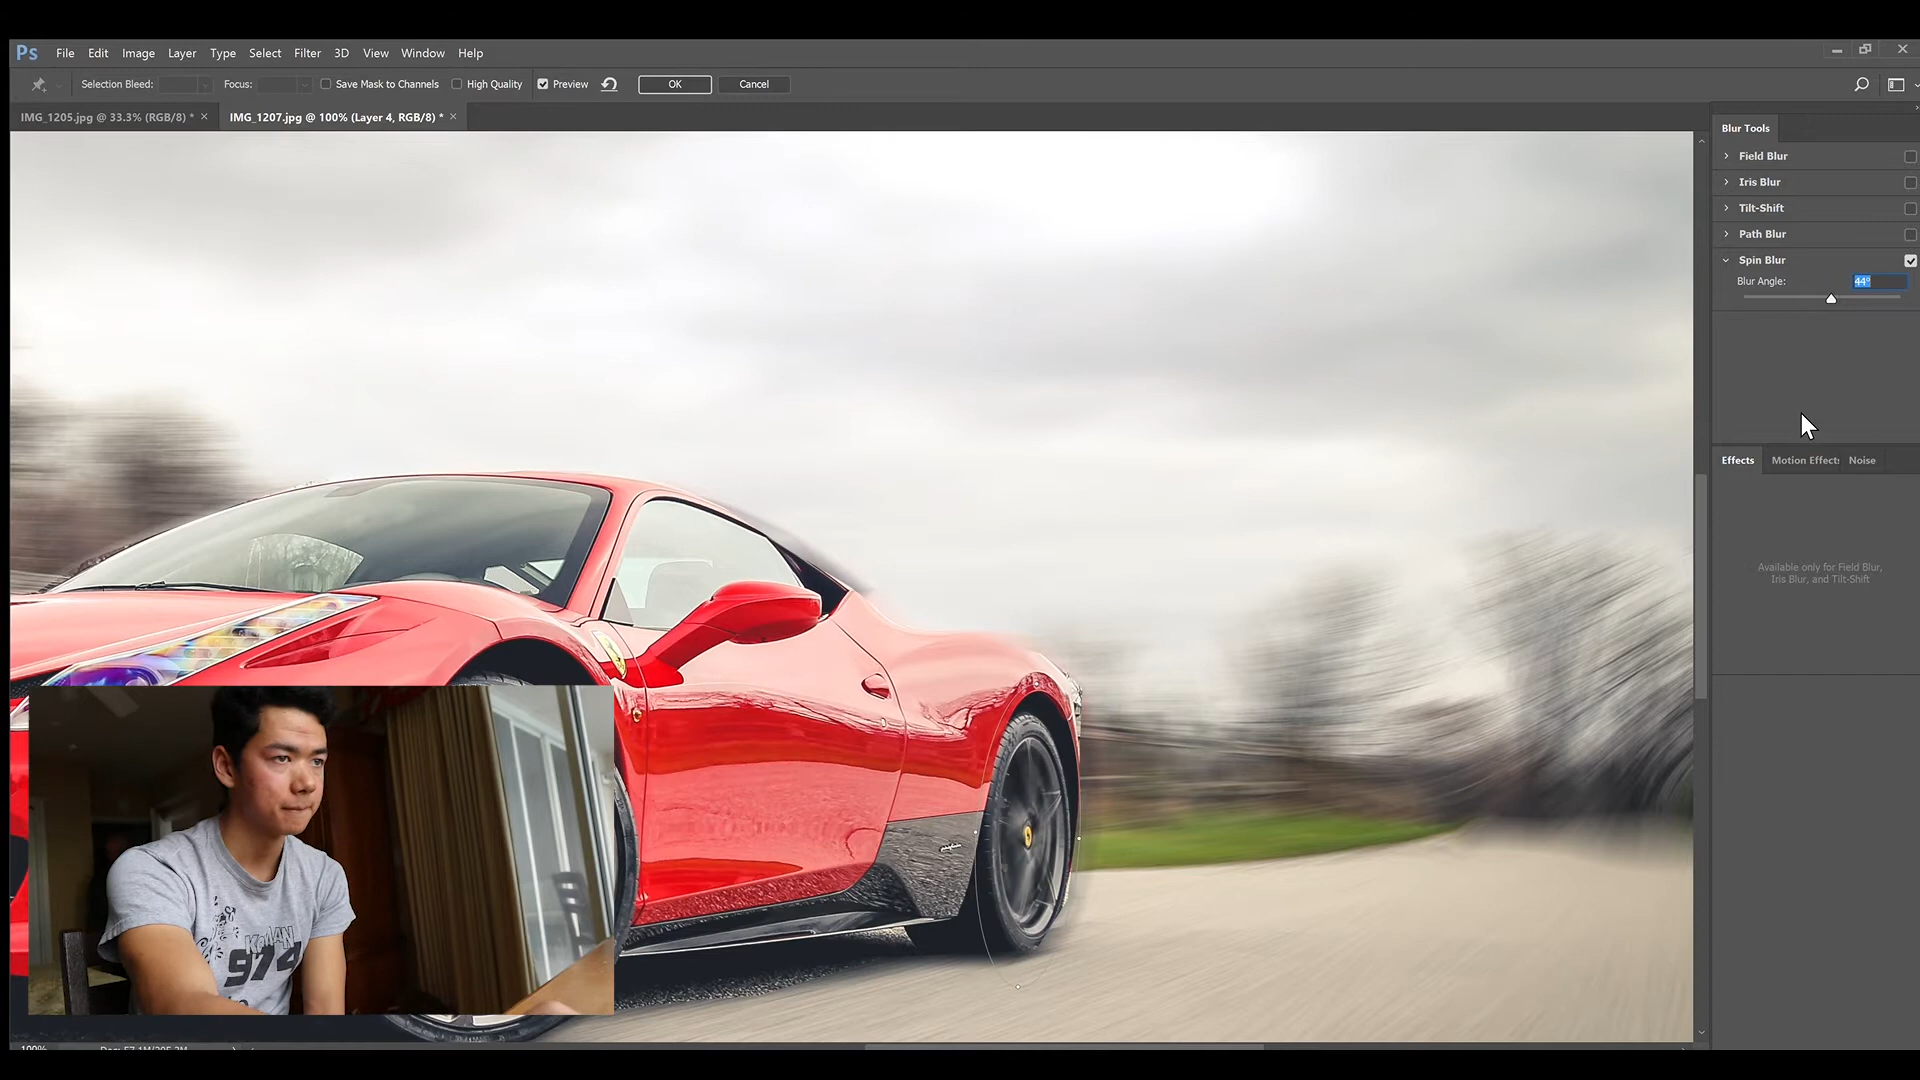 Ps File Edit Image Layer Type Select Filter 3D View Window Help
Selection Bleed: Focus: Save Mask to Channels High Quality Preview OK Cancel
IMG_1205.jpg @ 33.3% (RGB/8) * × IMG_1207.jpg @ 100% (Layer 4, RGB/8) * ×
Blur Tools
Field Blur
Iris Blur
Tilt-Shift
Path Blur
Spin Blur
Blur Angle: 44°
Effects Motion Effects Noise
Available only for Field Blur,
Iris Blur, and Tilt-Shift
974
100%